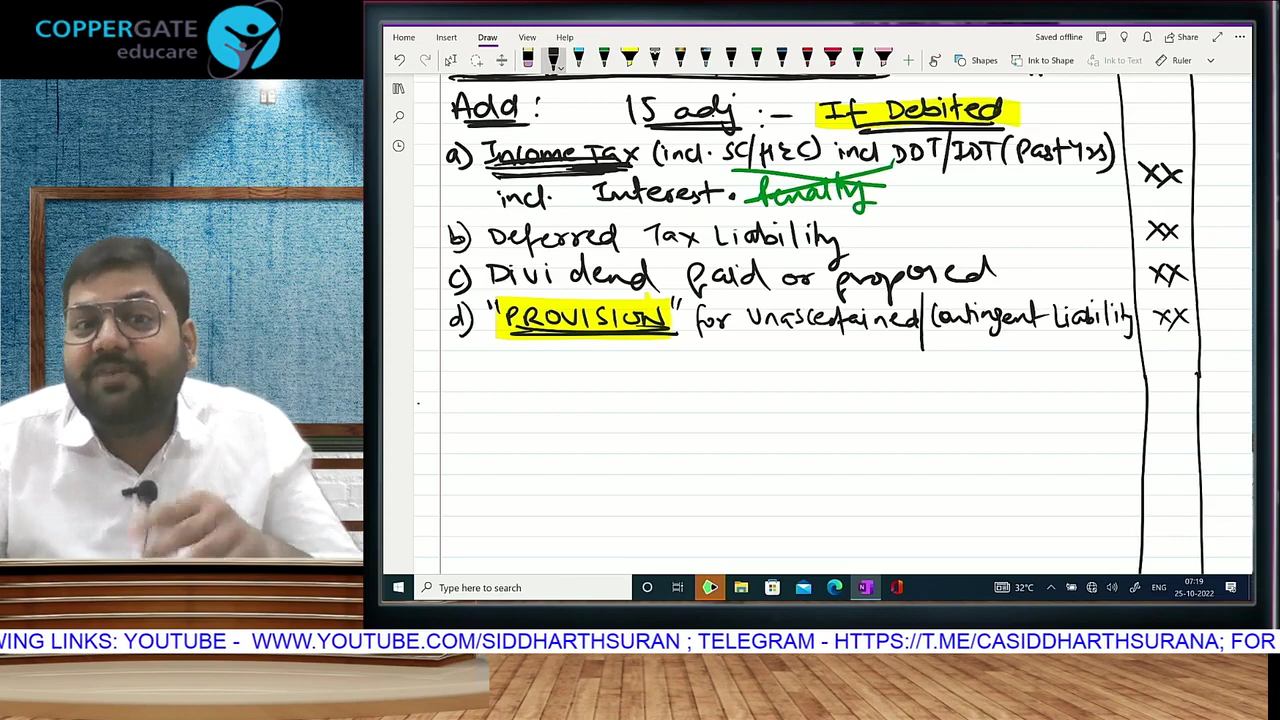 COPPERGATE
educare
Home Insert Draw View Help
Saved offline Share
Shapes Ink to Shape Ink to Text Ruler
Add: 15 adj :- If Debited
a) Income Tax (incl. SC/H&EC) incl DDT/IDT (Past Yrs) XX
incl. Interest. Penalty
b) Deferred Tax Liability XX
c) Dividend paid or proposed XX
d) "PROVISION" for Unascertained/Contingent Liability XX
Type here to search
32°C ENG 07:19
25-10-2022
WING LINKS: YOUTUBE - WWW.YOUTUBE.COM/SIDDHARTHSURAN ; TELEGRAM - HTTPS://T.ME/CASIDDHARTHSURANA; FOR